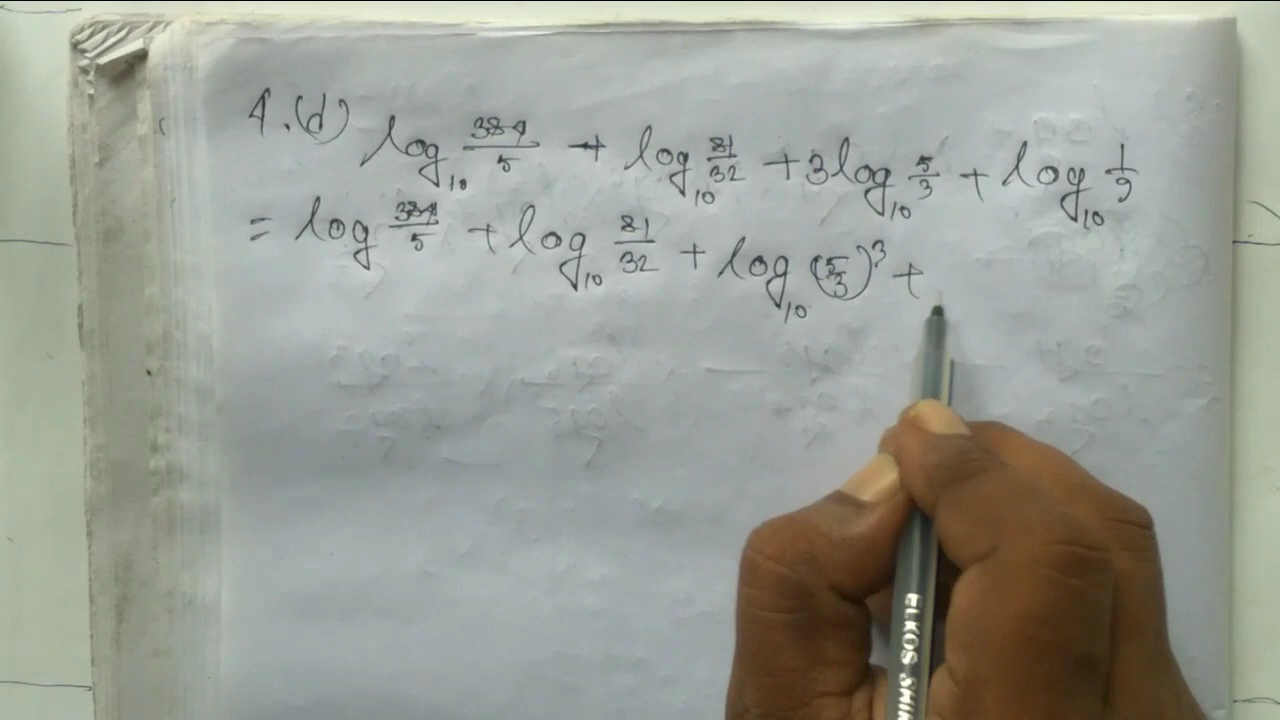 4.(d) log₁₀ 384/5 + log₁₀ 81/32 + 3log₁₀ 5/3 + log₁₀ 1/9
= log 384/5 + log₁₀ 81/32 + log₁₀ (5/3)³ +
ELKOS